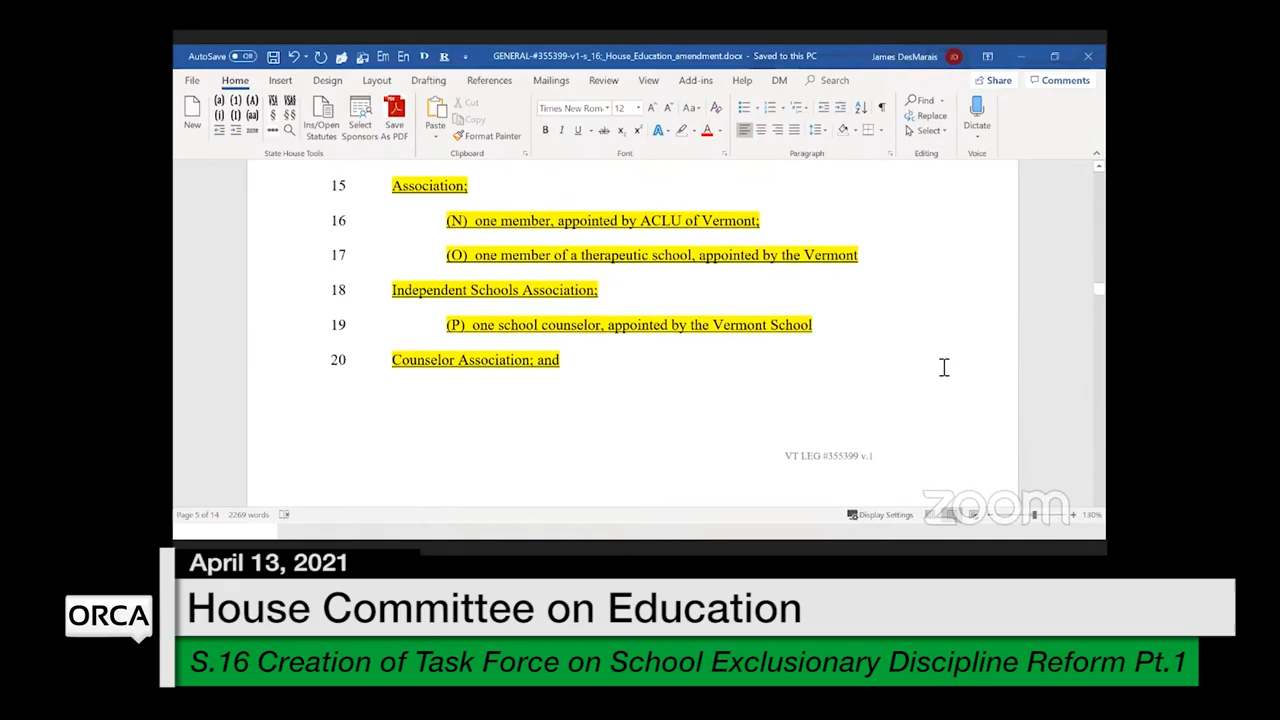 AutoSave Off GENERAL-#355399-v1-s_16;_House_Education_amendment.docx - Saved to this PC James DesMarais JD
File Home Insert Design Layout Drafting References Mailings Review View Add-ins Help DM Search Share Comments
New
Ins/Open Statutes
Select Sponsors
Save As PDF
State House Tools
Paste
Cut
Copy
Format Painter
Clipboard
Times New Rom 12
Font
Paragraph
Find
Replace
Select
Editing
Dictate
Voice
15 Association;
16 (N) one member, appointed by ACLU of Vermont;
17 (O) one member of a therapeutic school, appointed by the Vermont
18 Independent Schools Association;
19 (P) one school counselor, appointed by the Vermont School
20 Counselor Association; and
VT LEG #355399 v.1
zoom
Page 5 of 14 2269 words Display Settings 130%
April 13, 2021
ORCA
House Committee on Education
S.16 Creation of Task Force on School Exclusionary Discipline Reform Pt.1